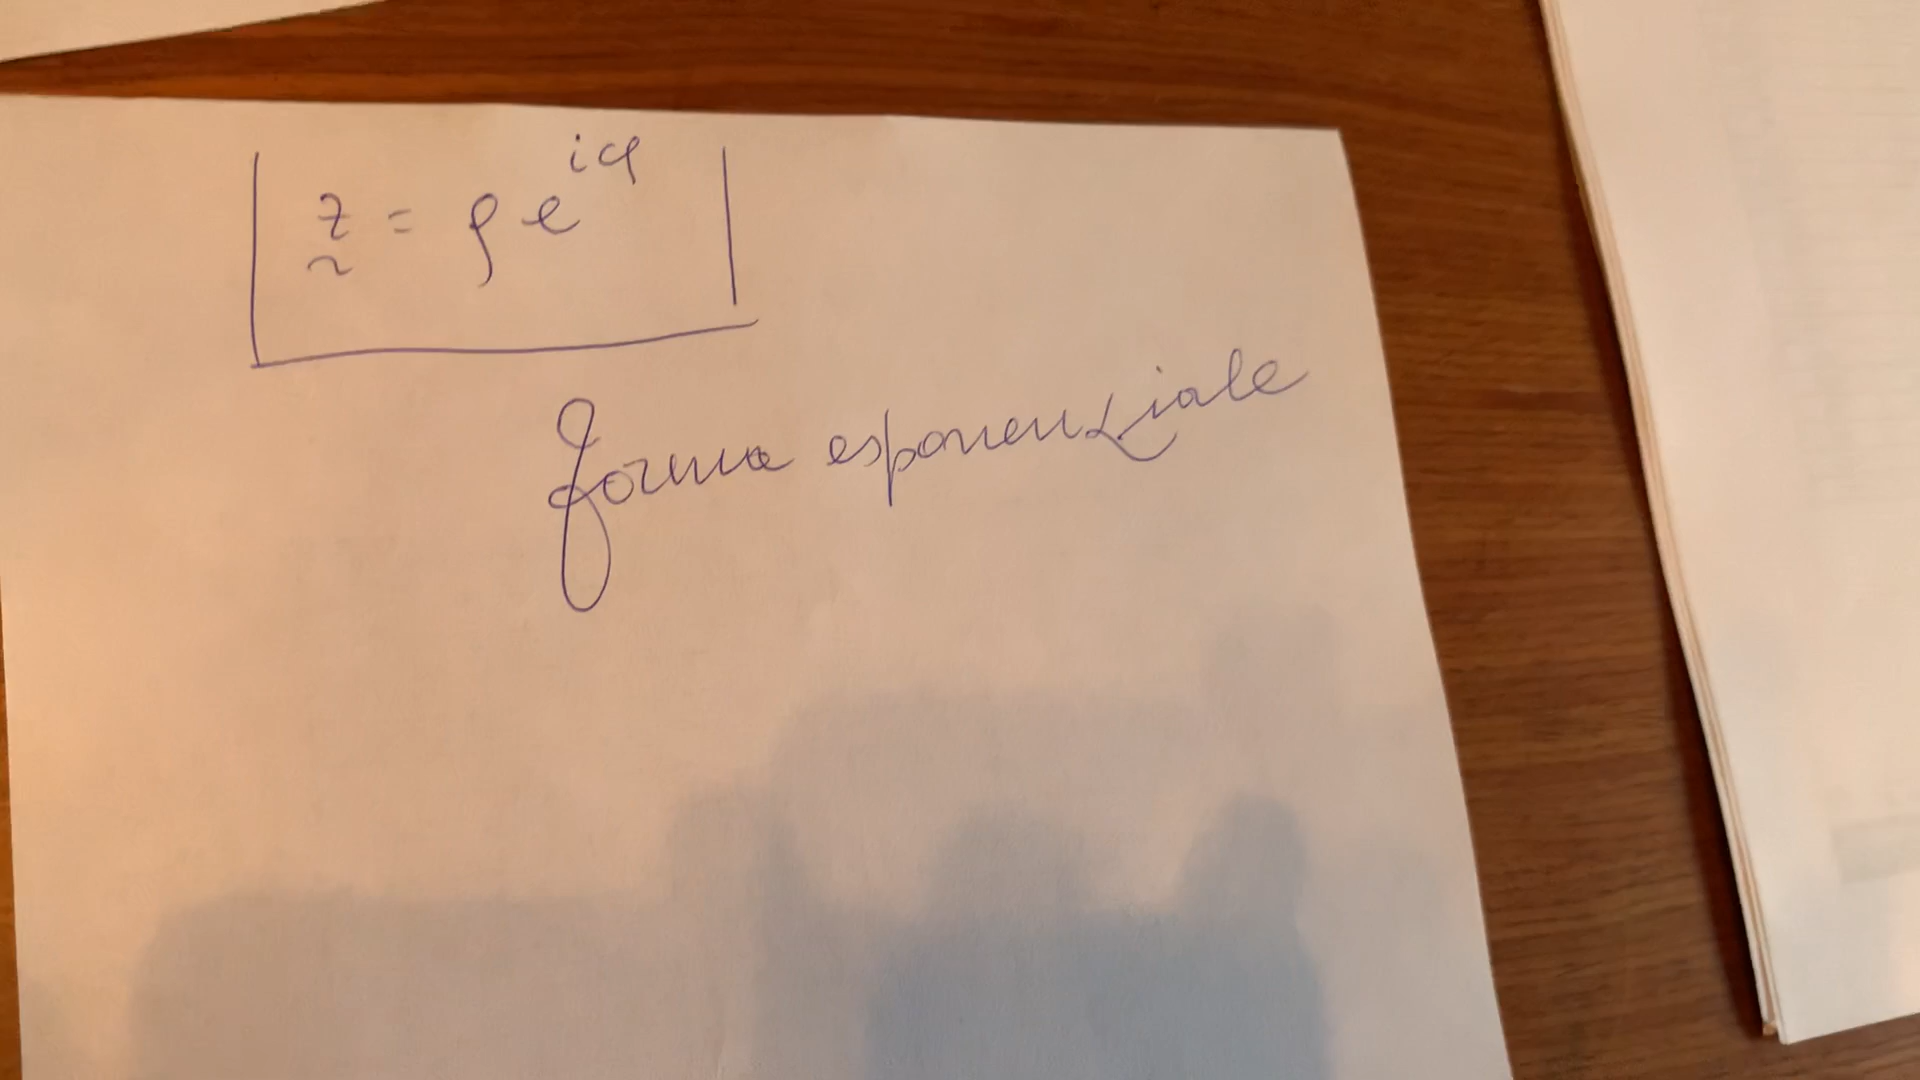 z = ρ e^{iφ}
forma esponenziale